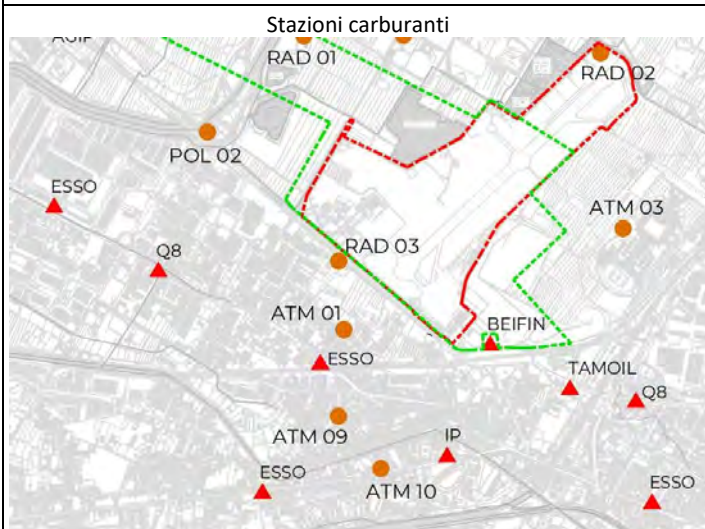 Stazioni carburanti
AGIP
RAD 01
RAD 02
POL 02
ESSO
ATM 03
Q8
RAD 03
ATM 01
BEIFIN
ESSO
TAMOIL
Q8
ATM 09
IP
ESSO
ATM 10
ESSO